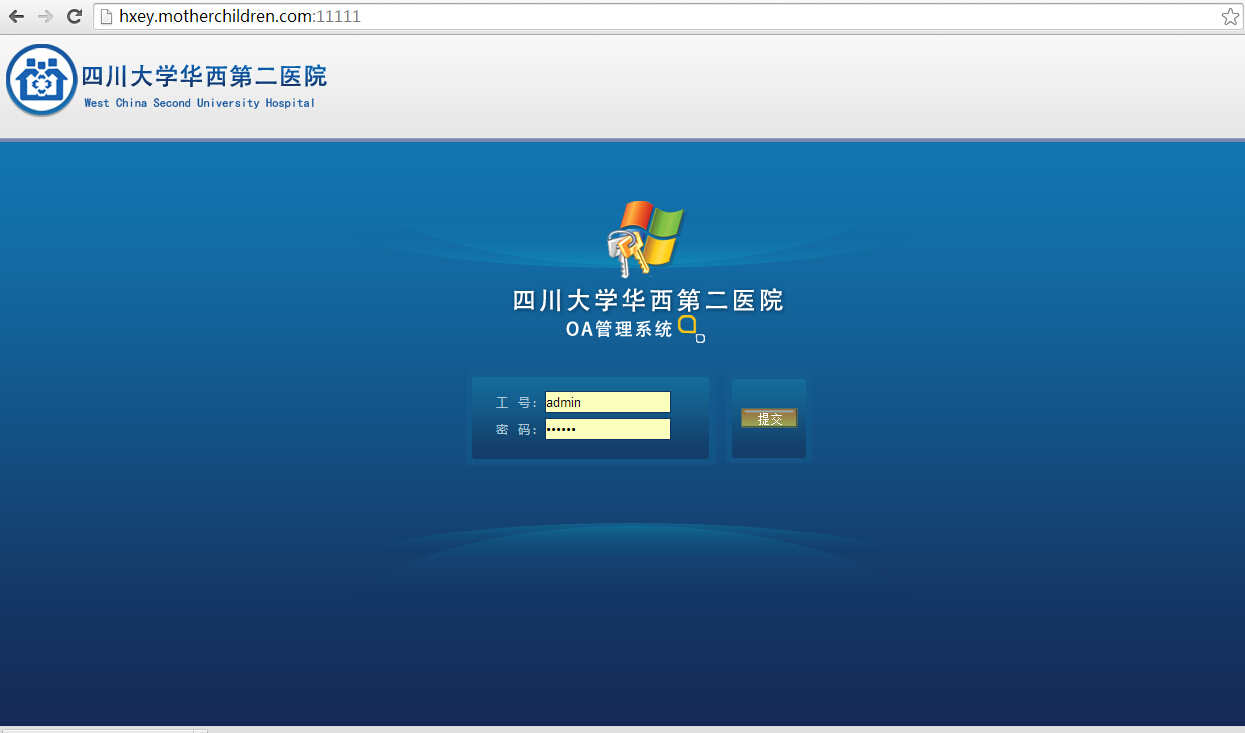 hxey.motherchildren.com:11111
四川大学华西第二医院
West China Second University Hospital
四川大学华西第二医院
OA管理系统
工 号: admin
密 码: ••••••
提交